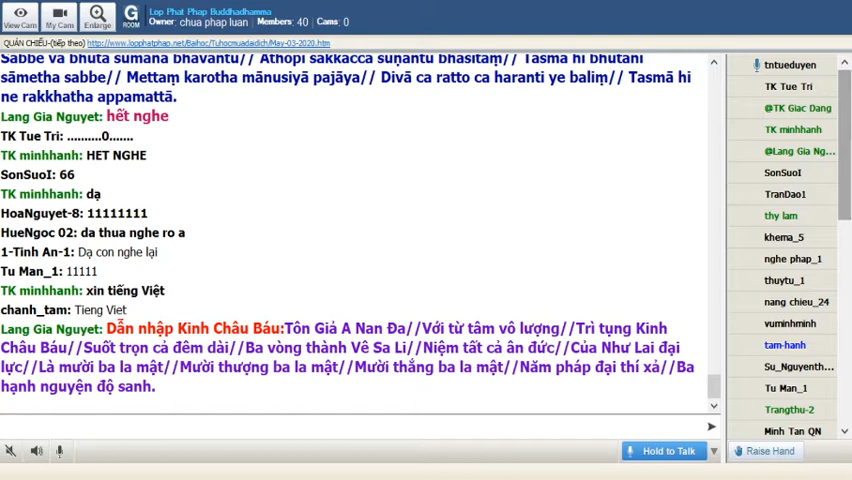 Lop Phat Phap Buddhadhamma
Owner: chua phap luan Members: 40 Cams: 0
View Cam My Cam Enlarge G ROOM
QUÁN CHIẾU-(tiếp theo) http://www.lopphatphap.net/Baihoc/Tuhocmuadaidich/May-03-2020.htm
Sabbe va bhutā sumana bhavantu// Athopi sakkacca suṇantu bhasitaṃ// Tasmā hi bhutāni
sāmetha sabbe// Mettaṃ karotha mānusiyā pajāya// Divā ca ratto ca haranti ye baliṃ// Tasmā hi
ne rakkhatha appamattā.
Lang Gia Nguyet: hết nghe
TK Tue Tri: ..........0.......
TK minhhanh: HET NGHE
SonSuoI: 66
TK minhhanh: dạ
HoaNguyet-8: 11111111
HueNgoc 02: da thua nghe ro a
1-Tinh An-1: Dạ con nghe lại
Tu Man_1: 11111
TK minhhanh: xin tiếng Việt
chanh_tam: Tieng Viet
Lang Gia Nguyet: Dẫn nhập Kinh Châu Báu:Tôn Giả A Nan Đa//Với từ tâm vô lượng//Trì tụng Kinh
Châu Báu//Suốt trọn cả đêm dài//Ba vòng thành Vê Sa Li//Niệm tất cả ân đức//Của Như Lai đại
lực//Là mười ba la mật//Mười thượng ba la mật//Mười thắng ba la mật//Năm pháp đại thí xả//Ba
hạnh nguyện độ sanh.
tntueduyen
TK Tue Tri
@TK Giac Dang
TK minhhanh
@Lang Gia Ng...
SonSuoI
TranDao1
thy lam
khema_5
nghe phap_1
thuytu_1
nang chieu_24
vuminhminh
tam-hanh
Su_Nguyenth...
Tu Man_1
Trangthu-2
Minh Tan QN
Hold to Talk
Raise Hand